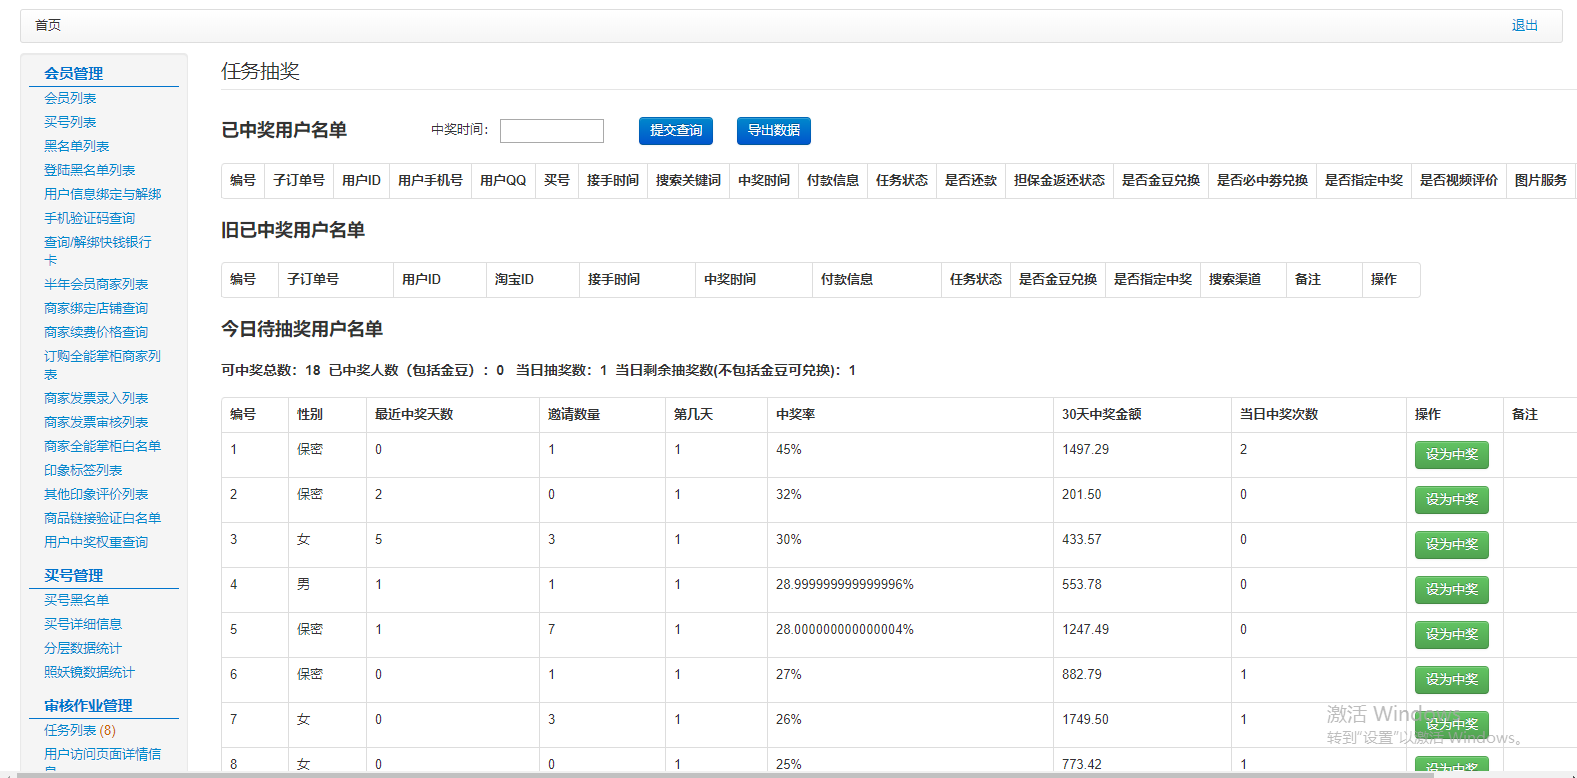 首页
退出
会员管理
会员列表
买号列表
黑名单列表
登陆黑名单列表
用户信息绑定与解绑
手机验证码查询
查询/解绑快钱银行
卡
半年会员商家列表
商家绑定店铺查询
商家续费价格查询
订购全能掌柜商家列
表
商家发票录入列表
商家发票审核列表
商家全能掌柜白名单
印象标签列表
其他印象评价列表
商品链接验证白名单
用户中奖权重查询
买号管理
买号黑名单
买号详细信息
分层数据统计
照妖镜数据统计
审核作业管理
任务列表 (8)
用户访问页面详情信
息
任务抽奖
已中奖用户名单 中奖时间: 提交查询 导出数据
编号 子订单号 用户ID 用户手机号 用户QQ 买号 接手时间 搜索关键词 中奖时间 付款信息 任务状态 是否还款 担保金返还状态 是否金豆兑换 是否必中劵兑换 是否指定中奖 是否视频评价 图片服务
旧已中奖用户名单
编号 子订单号 用户ID 淘宝ID 接手时间 中奖时间 付款信息 任务状态 是否金豆兑换 是否指定中奖 搜索渠道 备注 操作
今日待抽奖用户名单
可中奖总数：18 已中奖人数（包括金豆）：0 当日抽奖数：1 当日剩余抽奖数(不包括金豆可兑换)：1
编号 性别 最近中奖天数 邀请数量 第几天 中奖率 30天中奖金额 当日中奖次数 操作 备注
1 保密 0 1 1 45% 1497.29 2 设为中奖
2 保密 2 0 1 32% 201.50 0 设为中奖
3 女 5 3 1 30% 433.57 0 设为中奖
4 男 1 1 1 28.999999999999996% 553.78 0 设为中奖
5 保密 1 7 1 28.000000000000004% 1247.49 0 设为中奖
6 保密 0 1 1 27% 882.79 1 设为中奖
7 女 0 3 1 26% 1749.50 1 设为中奖
8 女 0 0 1 25% 773.42 1 设为中奖
激活 Windows
转到"设置"以激活 Windows。